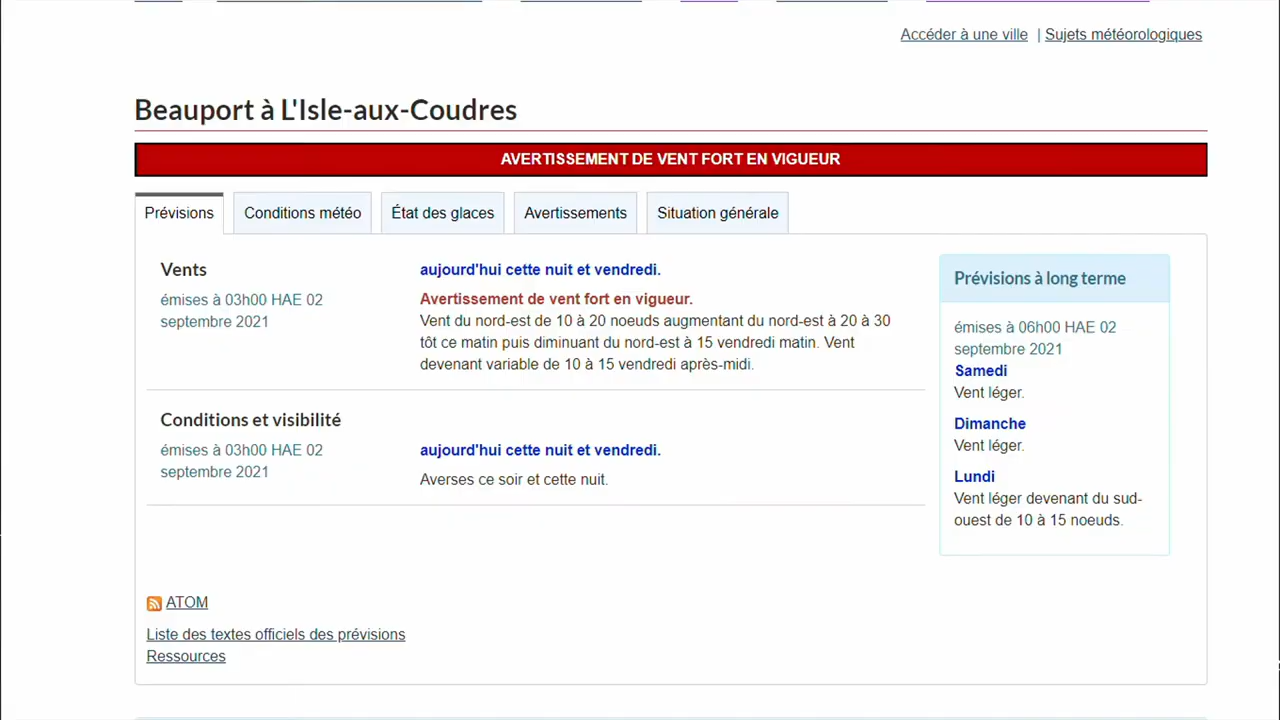 Accéder à une ville | Sujets météorologiques
Beauport à L'Isle-aux-Coudres
AVERTISSEMENT DE VENT FORT EN VIGUEUR
Prévisions
Conditions météo
État des glaces
Avertissements
Situation générale
Vents
émises à 03h00 HAE 02
septembre 2021
aujourd'hui cette nuit et vendredi.
Avertissement de vent fort en vigueur.
Vent du nord-est de 10 à 20 noeuds augmentant du nord-est à 20 à 30
tôt ce matin puis diminuant du nord-est à 15 vendredi matin. Vent
devenant variable de 10 à 15 vendredi après-midi.
Conditions et visibilité
émises à 03h00 HAE 02
septembre 2021
aujourd'hui cette nuit et vendredi.
Averses ce soir et cette nuit.
Prévisions à long terme
émises à 06h00 HAE 02
septembre 2021
Samedi
Vent léger.
Dimanche
Vent léger.
Lundi
Vent léger devenant du sud-
ouest de 10 à 15 noeuds.
ATOM
Liste des textes officiels des prévisions
Ressources